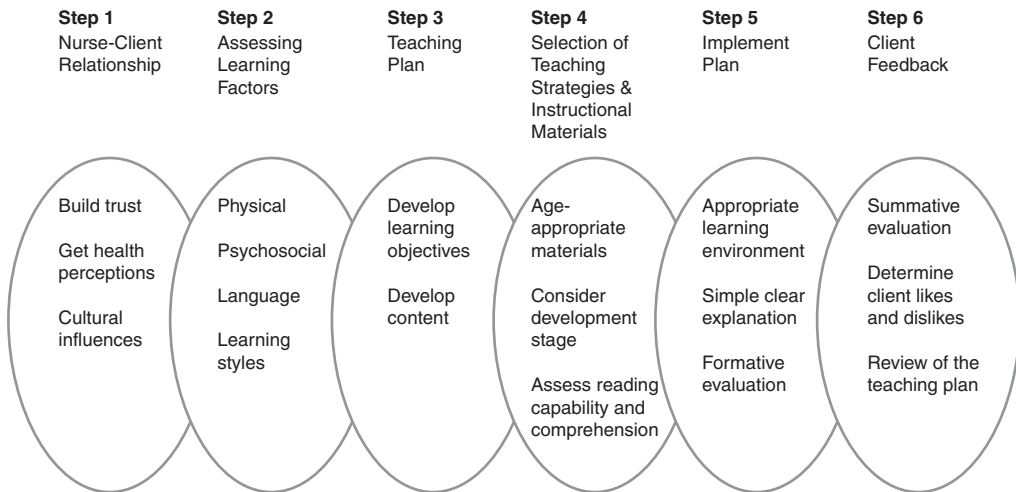 Step 1
Nurse-Client
Relationship
Step 2
Assessing
Learning
Factors
Step 3
Teaching
Plan
Step 4
Selection of
Teaching
Strategies &
Instructional
Materials
Step 5
Implement
Plan
Step 6
Client
Feedback
Build trust
Get health
perceptions
Cultural
influences
Physical
Psychosocial
Language
Learning
styles
Develop
learning
objectives
Develop
content
Age-
appropriate
materials
Consider
development
stage
Assess reading
capability and
comprehension
Appropriate
learning
environment
Simple clear
explanation
Formative
evaluation
Summative
evaluation
Determine
client likes
and dislikes
Review of the
teaching plan